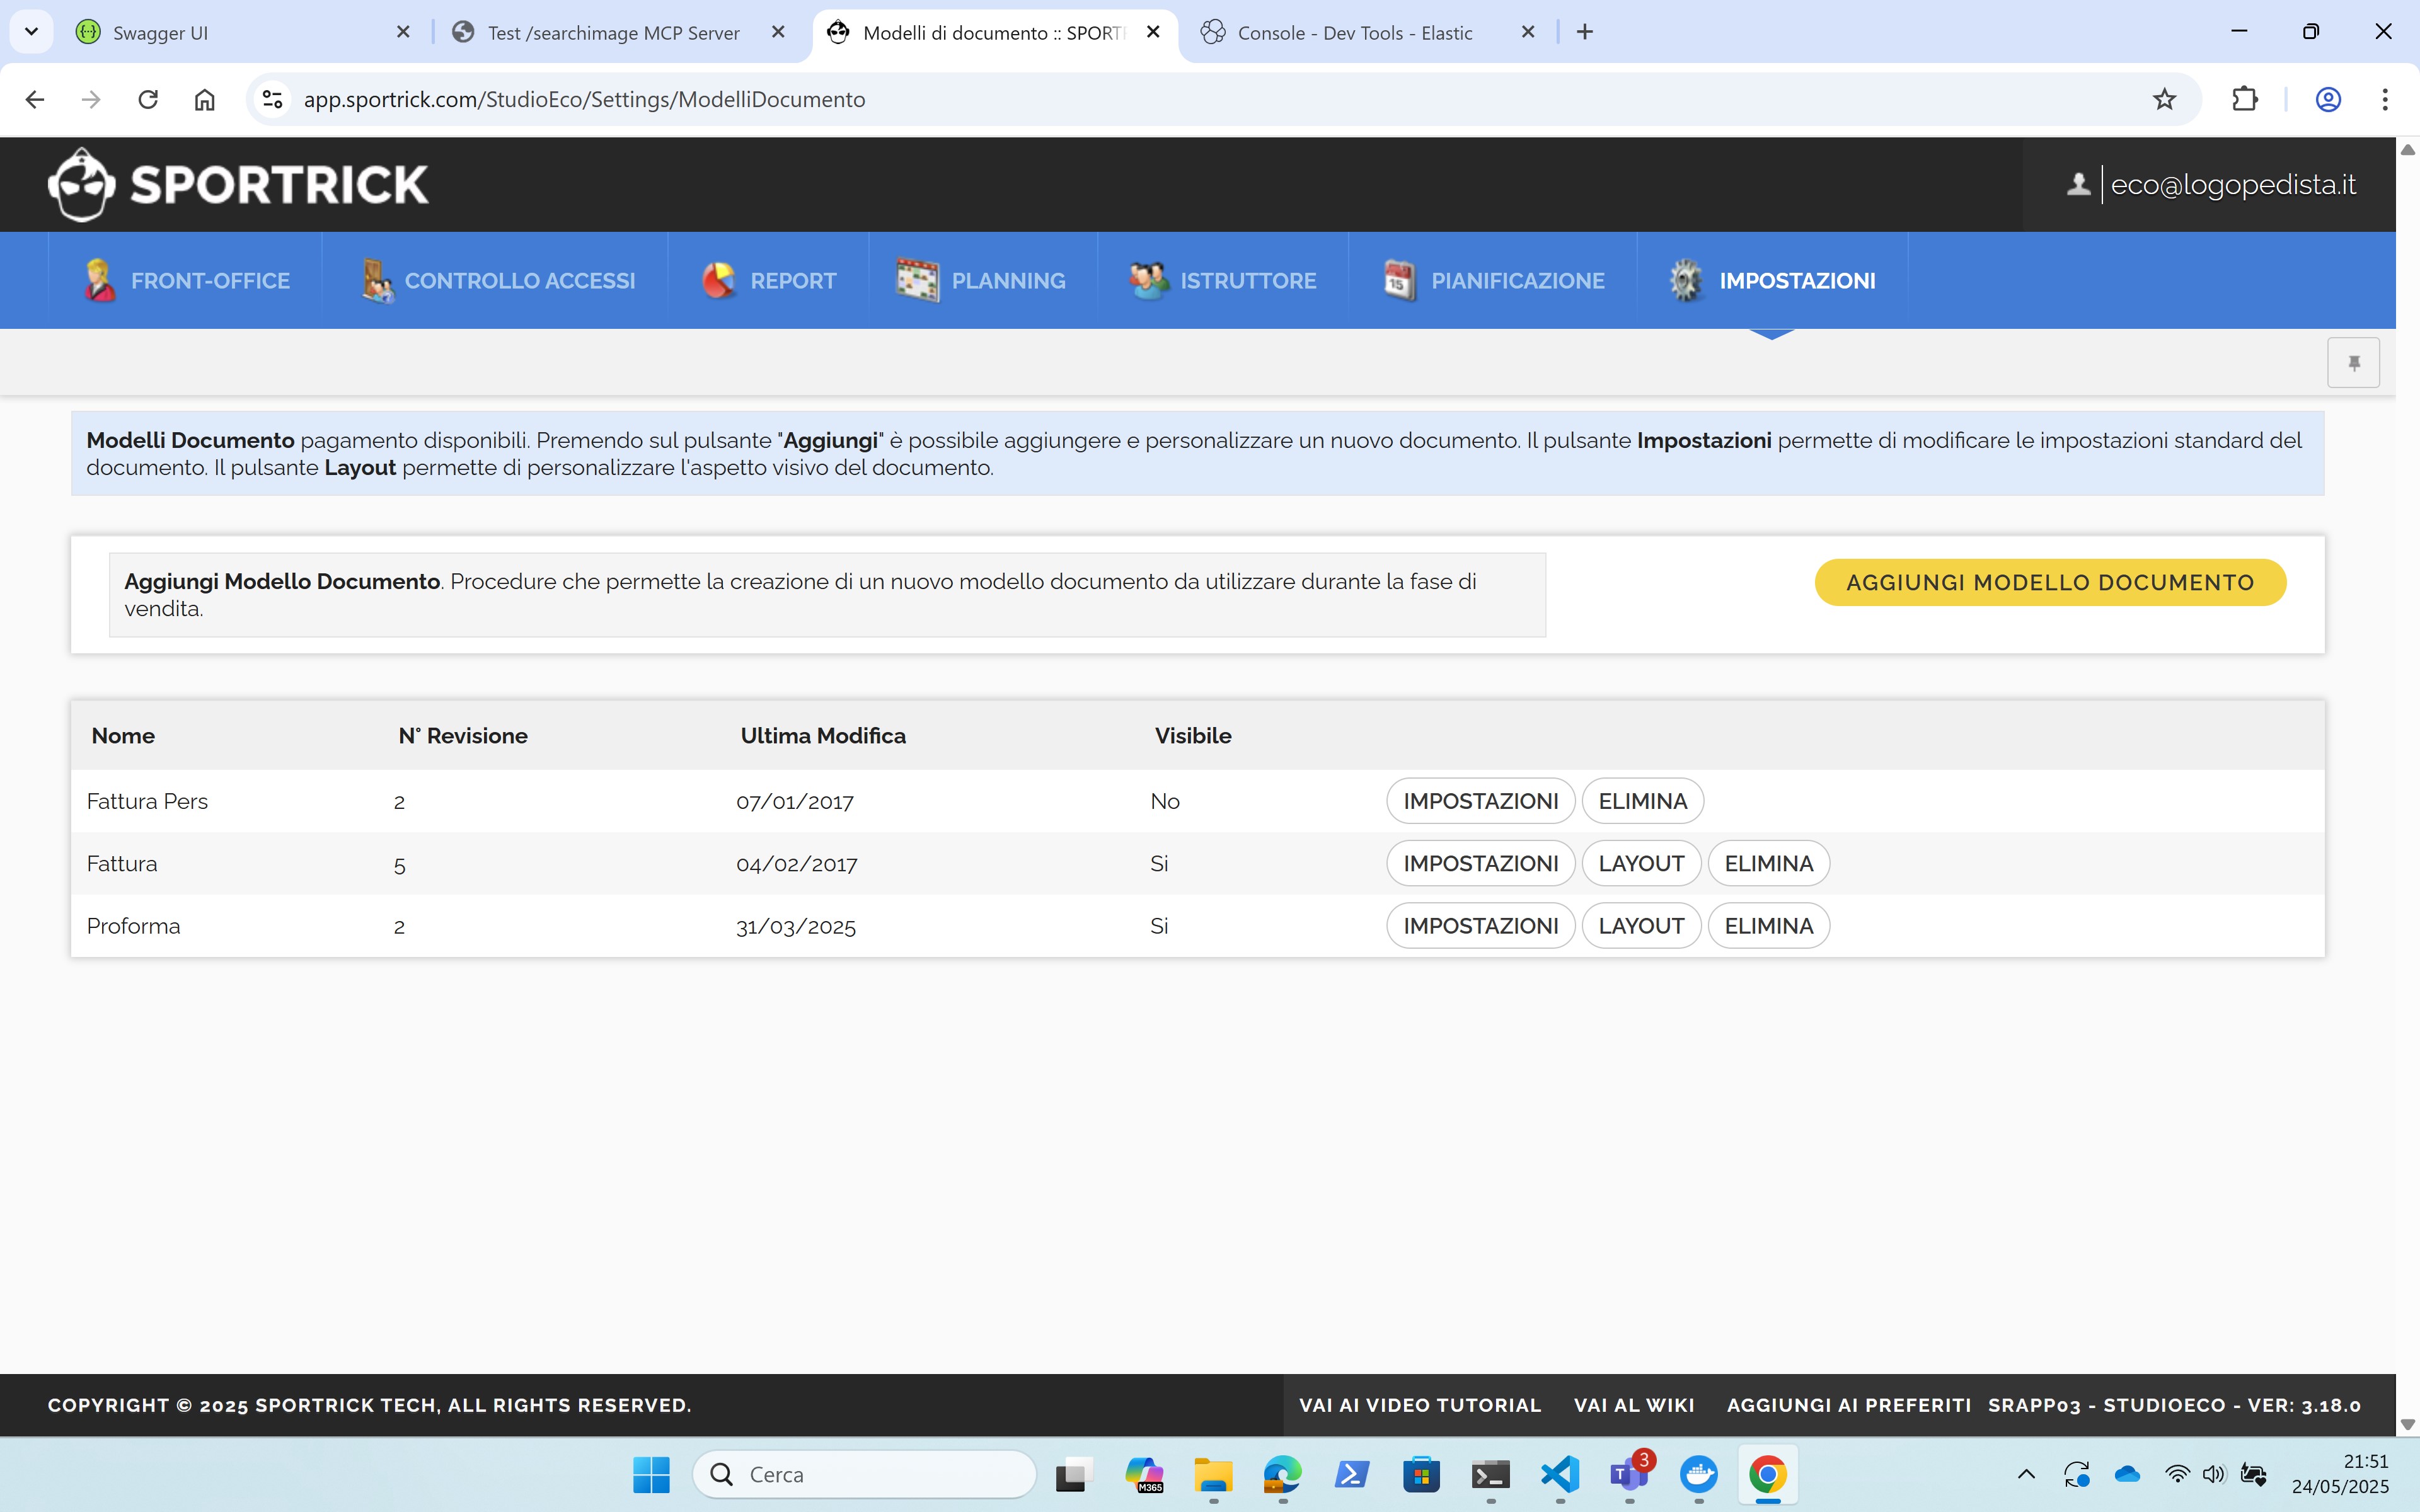 Swagger UI
Test /searchimage MCP Server
Modelli di documento :: SPORT
Console - Dev Tools - Elastic
app.sportrick.com/StudioEco/Settings/ModelliDocumento
SPORTRICK
eco@logopedista.it
FRONT-OFFICE
CONTROLLO ACCESSI
REPORT
PLANNING
ISTRUTTORE
15
PIANIFICAZIONE
IMPOSTAZIONI
Modelli Documento pagamento disponibili. Premendo sul pulsante "Aggiungi" è possibile aggiungere e personalizzare un nuovo documento. Il pulsante Impostazioni permette di modificare le impostazioni standard del
documento. Il pulsante Layout permette di personalizzare l'aspetto visivo del documento.
Aggiungi Modello Documento. Procedure che permette la creazione di un nuovo modello documento da utilizzare durante la fase di
vendita.
AGGIUNGI MODELLO DOCUMENTO
Nome N° Revisione Ultima Modifica Visibile
Fattura Pers 2 07/01/2017 No IMPOSTAZIONI ELIMINA
Fattura 5 04/02/2017 Si IMPOSTAZIONI LAYOUT ELIMINA
Proforma 2 31/03/2025 Si IMPOSTAZIONI LAYOUT ELIMINA
COPYRIGHT © 2025 SPORTRICK TECH, ALL RIGHTS RESERVED.
VAI AI VIDEO TUTORIAL VAI AL WIKI AGGIUNGI AI PREFERITI SRAPP03 - STUDIOECO - VER: 3.18.0
Cerca
M365
3
21:51
24/05/2025